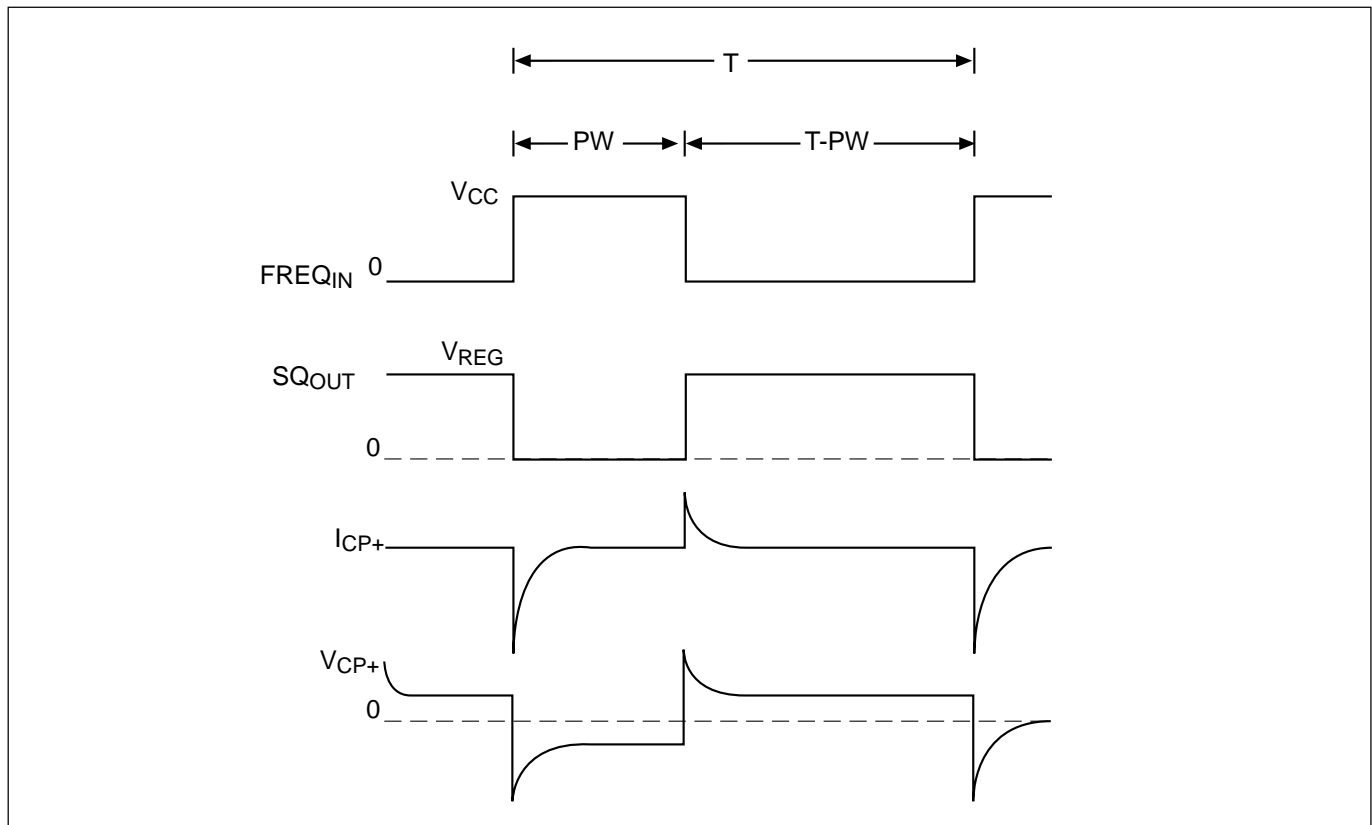 T
PW
T-PW
VCC
FREQIN
0
VREG
SQOUT
0
ICP+
VCP+
0